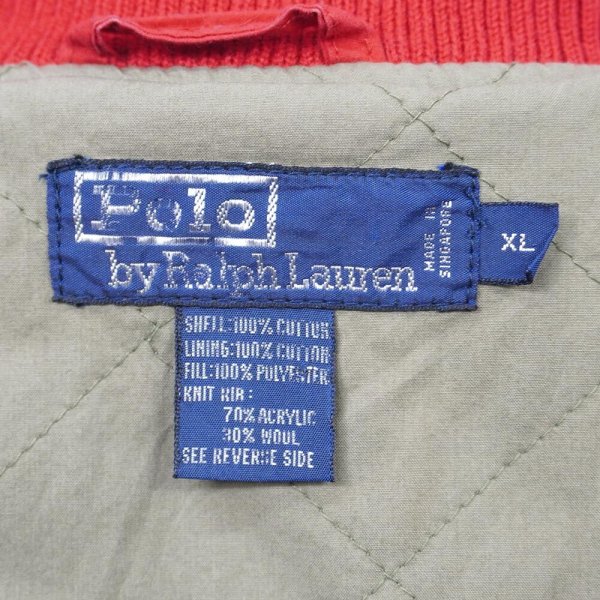 Polo
by Ralph Lauren
MADE IN
SINGAPORE
XL
SHELL:100% COTTON
LINING:100% COTTON
FILL:100% POLYESTER
KNIT RIB:
70% ACRYLIC
30% WOOL
SEE REVERSE SIDE